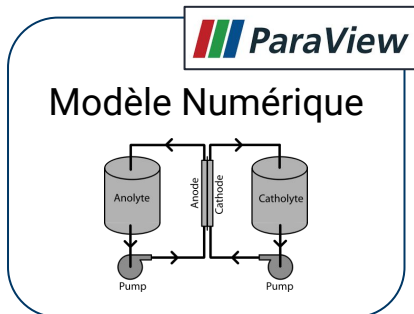 ParaView
Modèle Numérique
Anolyte
Anode
Cathode
Catholyte
Pump
Pump